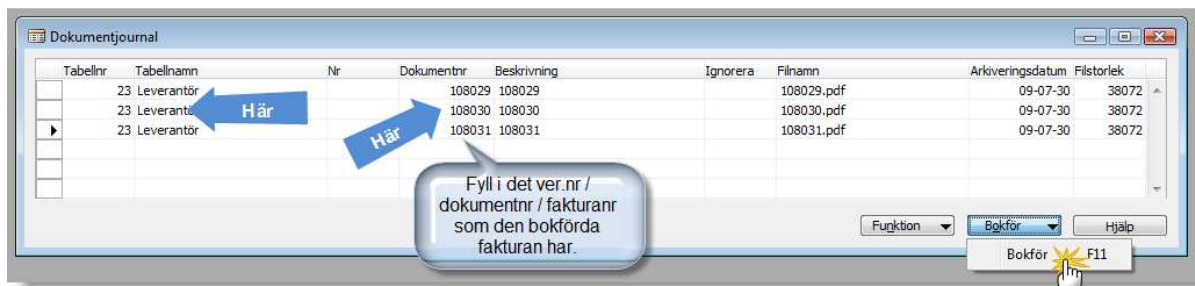 Dokumentjournal
Tabellnr Tabellnamn Nr Dokumentnr Beskrivning Ignorera Filnamn Arkiveringsdatum Filstorlek
23 Leverantör 108029 108029 108029.pdf 09-07-30 38072
23 Leverantö 108030 108030 108030.pdf 09-07-30 38072
23 Leverantör 108031 108031 108031.pdf 09-07-30 38072
Här
Här
Fyll i det ver.nr /
dokumentnr / fakturanr
som den bokförda
fakturan har.
Funktion Bokför Hjälp
Bokför F11